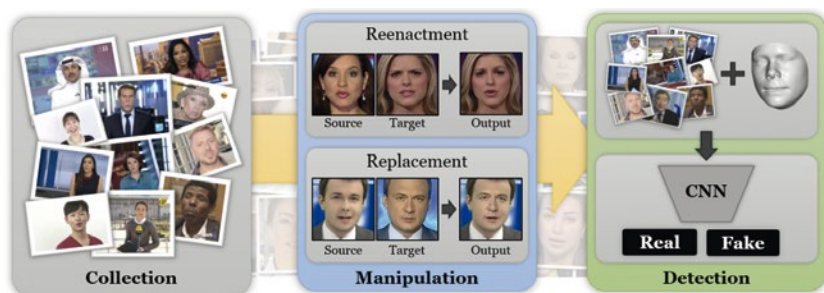 Collection
Reenactment
Source Target Output
Replacement
Source Target Output
Manipulation
CNN
Real Fake
Detection